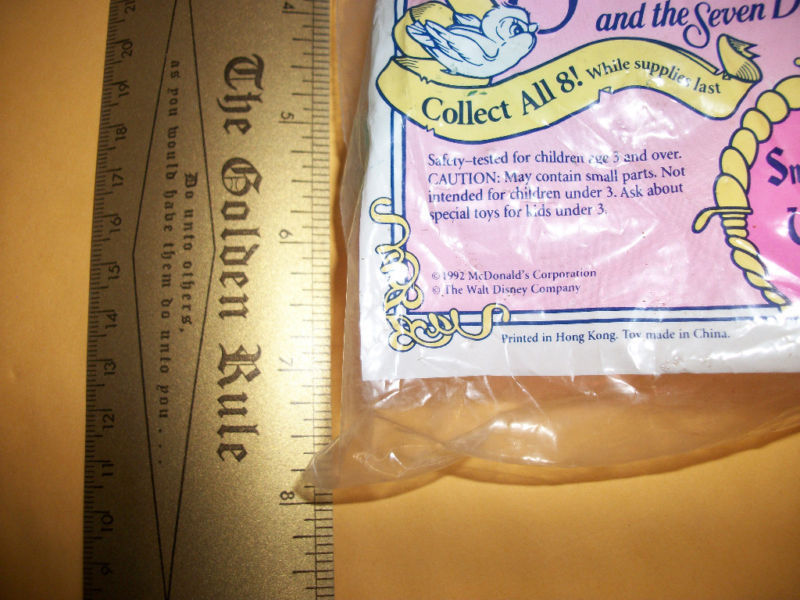 The Golden Rule
Do unto others,
as you would have them do unto you . . .
4
5
6
7
8
21
20
19
18
17
16
15
14
13
12
11
10
9
and the Seven D
Collect All 8! While supplies last
Safety-tested for children age 3 and over.
CAUTION: May contain small parts. Not
intended for children under 3. Ask about
special toys for kids under 3.
© 1992 McDonald's Corporation
© The Walt Disney Company
Printed in Hong Kong. Toy made in China.